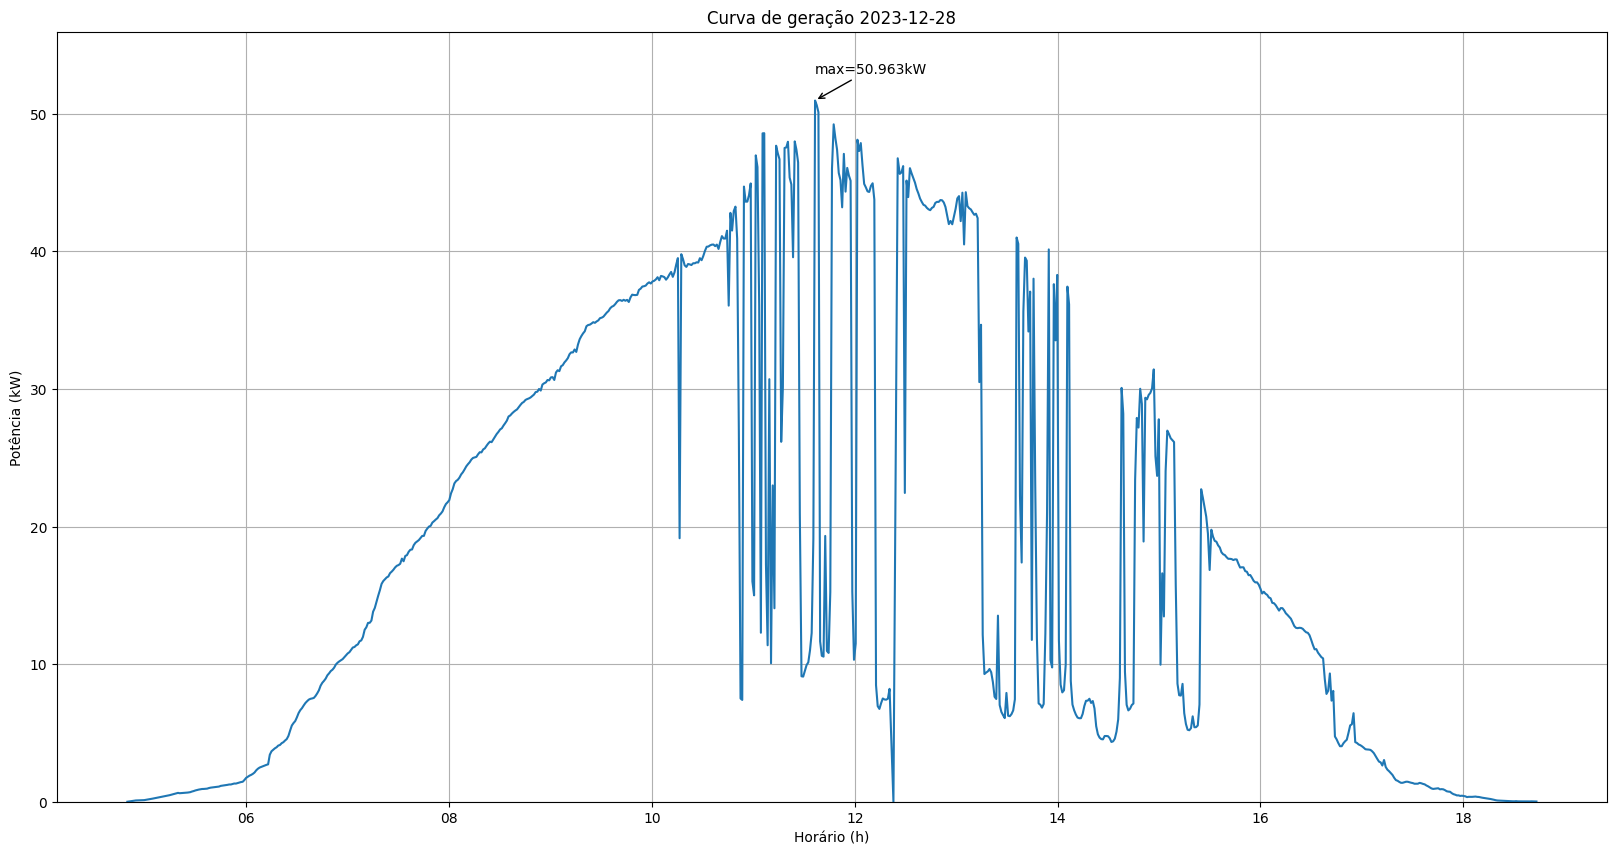 Curva de geração 2023-12-28
max=50.963kW
Potência (kW)
50
40
30
20
10
0
06 08 10 12 14 16 18
Horário (h)